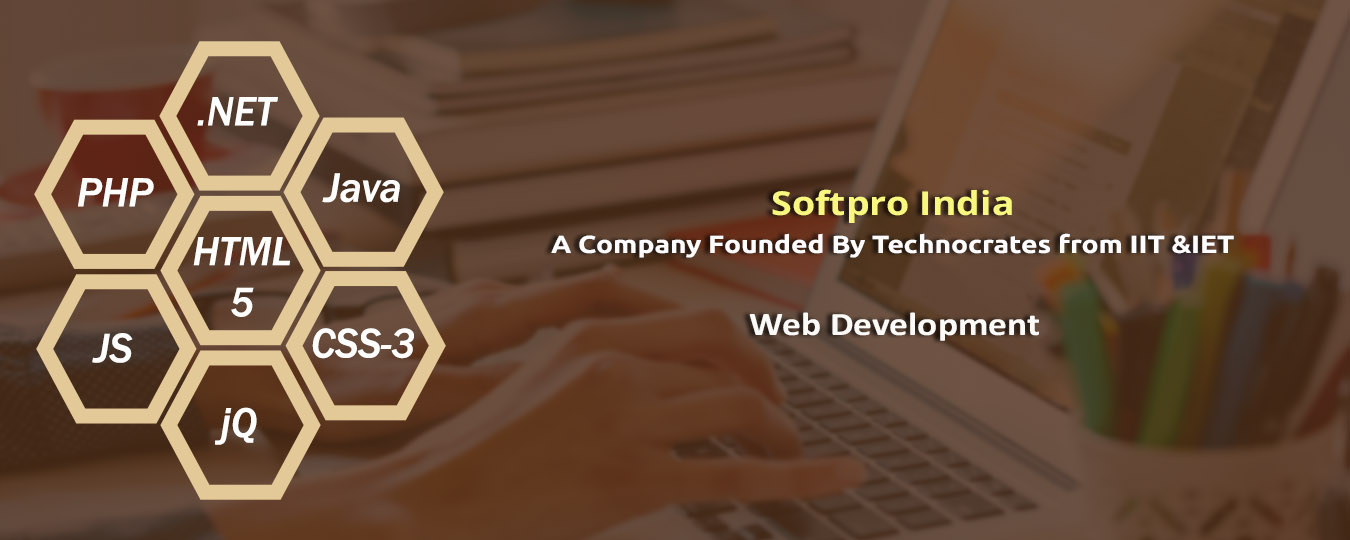 .NET
PHP
Java
HTML
5
JS
CSS-3
jQ
Softpro India
A Company Founded By Technocrates from IIT &IET
Web Development